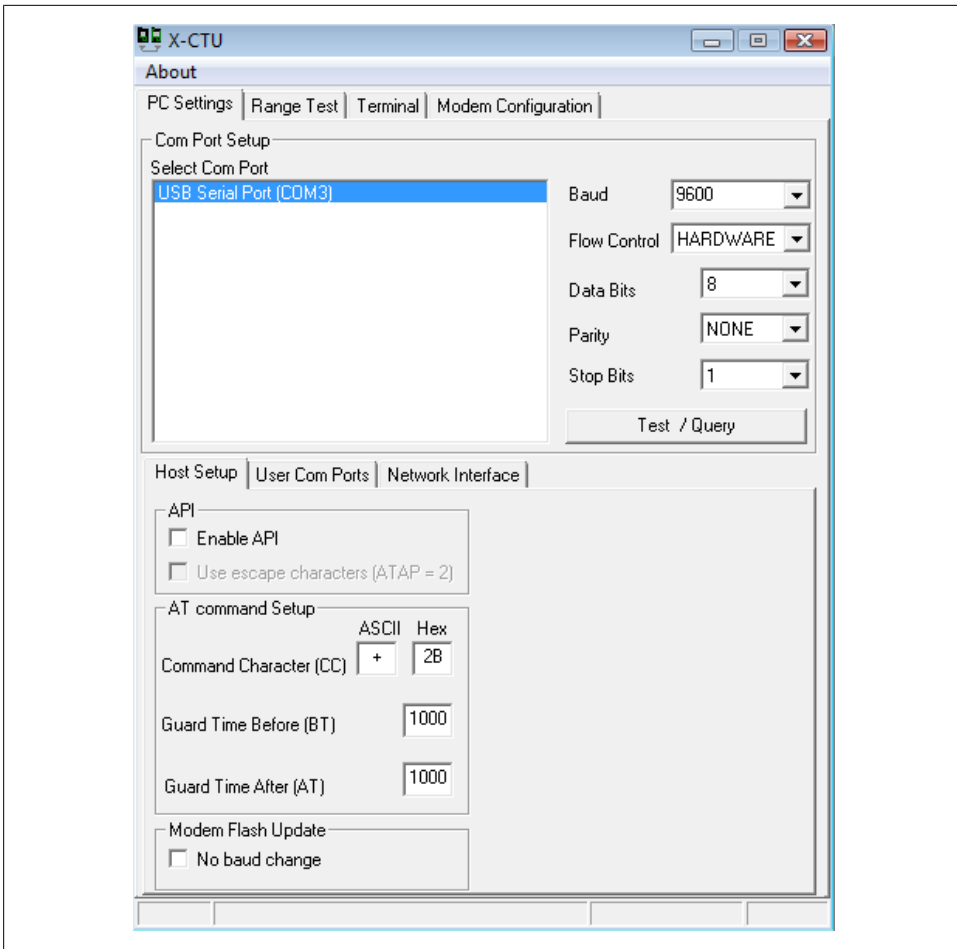 X-CTU
About
PC Settings Range Test Terminal Modem Configuration
Com Port Setup
Select Com Port
USB Serial Port (COM3)
Baud 9600
Flow Control HARDWARE
Data Bits 8
Parity NONE
Stop Bits 1
Test / Query
Host Setup User Com Ports Network Interface
API
Enable API
Use escape characters (ATAP = 2)
AT command Setup
ASCII Hex
Command Character (CC) + 2B
Guard Time Before (BT) 1000
Guard Time After (AT) 1000
Modem Flash Update
No baud change